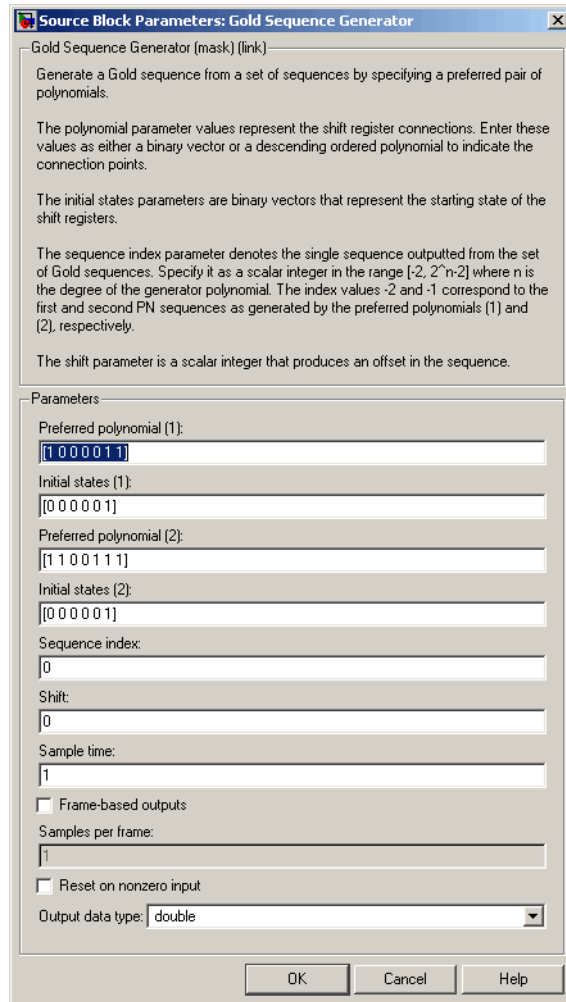 Source Block Parameters: Gold Sequence Generator
Gold Sequence Generator (mask) (link)
Generate a Gold sequence from a set of sequences by specifying a preferred pair of
polynomials.
The polynomial parameter values represent the shift register connections. Enter these
values as either a binary vector or a descending ordered polynomial to indicate the
connection points.
The initial states parameters are binary vectors that represent the starting state of the
shift registers.
The sequence index parameter denotes the single sequence outputted from the set
of Gold sequences. Specify it as a scalar integer in the range [-2, 2^n-2] where n is
the degree of the generator polynomial. The index values -2 and -1 correspond to the
first and second PN sequences as generated by the preferred polynomials (1) and
(2), respectively.
The shift parameter is a scalar integer that produces an offset in the sequence.
Parameters
Preferred polynomial (1):
[1 0 0 0 0 1 1]
Initial states (1):
[0 0 0 0 0 1]
Preferred polynomial (2):
[1 1 0 0 1 1 1]
Initial states (2):
[0 0 0 0 0 1]
Sequence index:
0
Shift:
0
Sample time:
1
Frame-based outputs
Samples per frame:
1
Reset on nonzero input
Output data type: double
OK Cancel Help